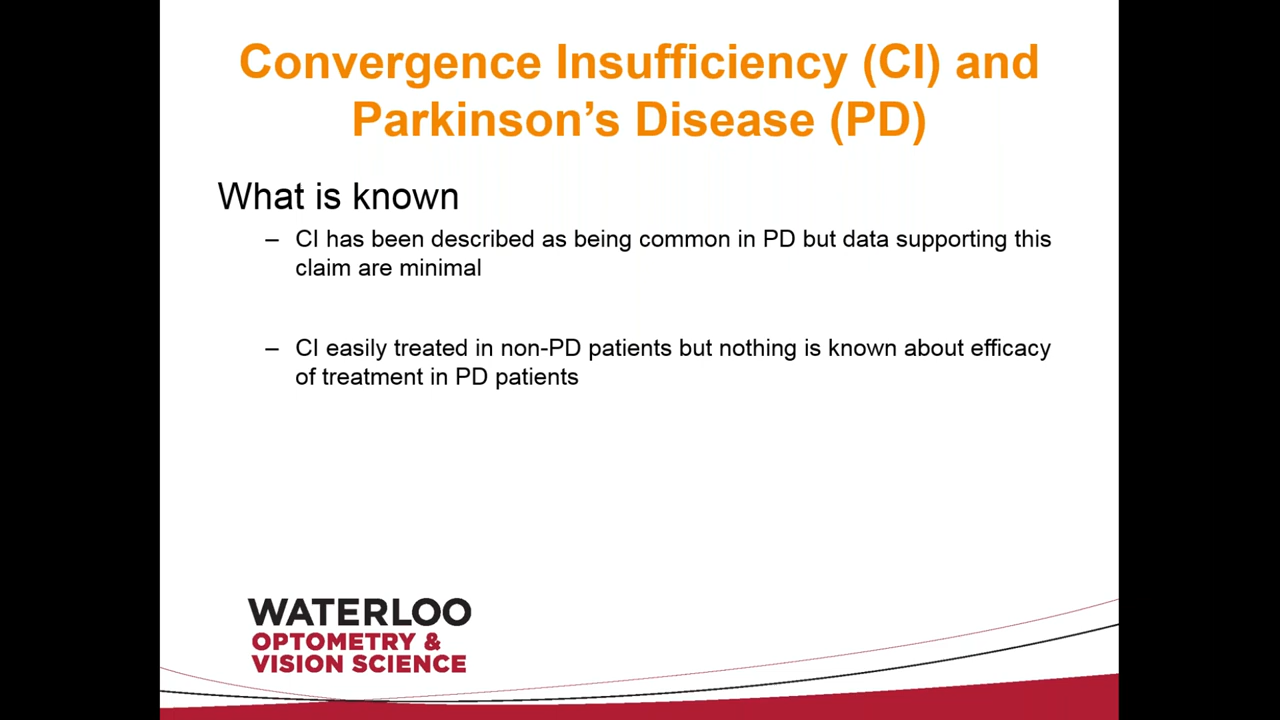 Convergence Insufficiency (CI) and
Parkinson’s Disease (PD)
What is known
– CI has been described as being common in PD but data supporting this
claim are minimal
– CI easily treated in non-PD patients but nothing is known about efficacy
of treatment in PD patients
WATERLOO
OPTOMETRY &
VISION SCIENCE